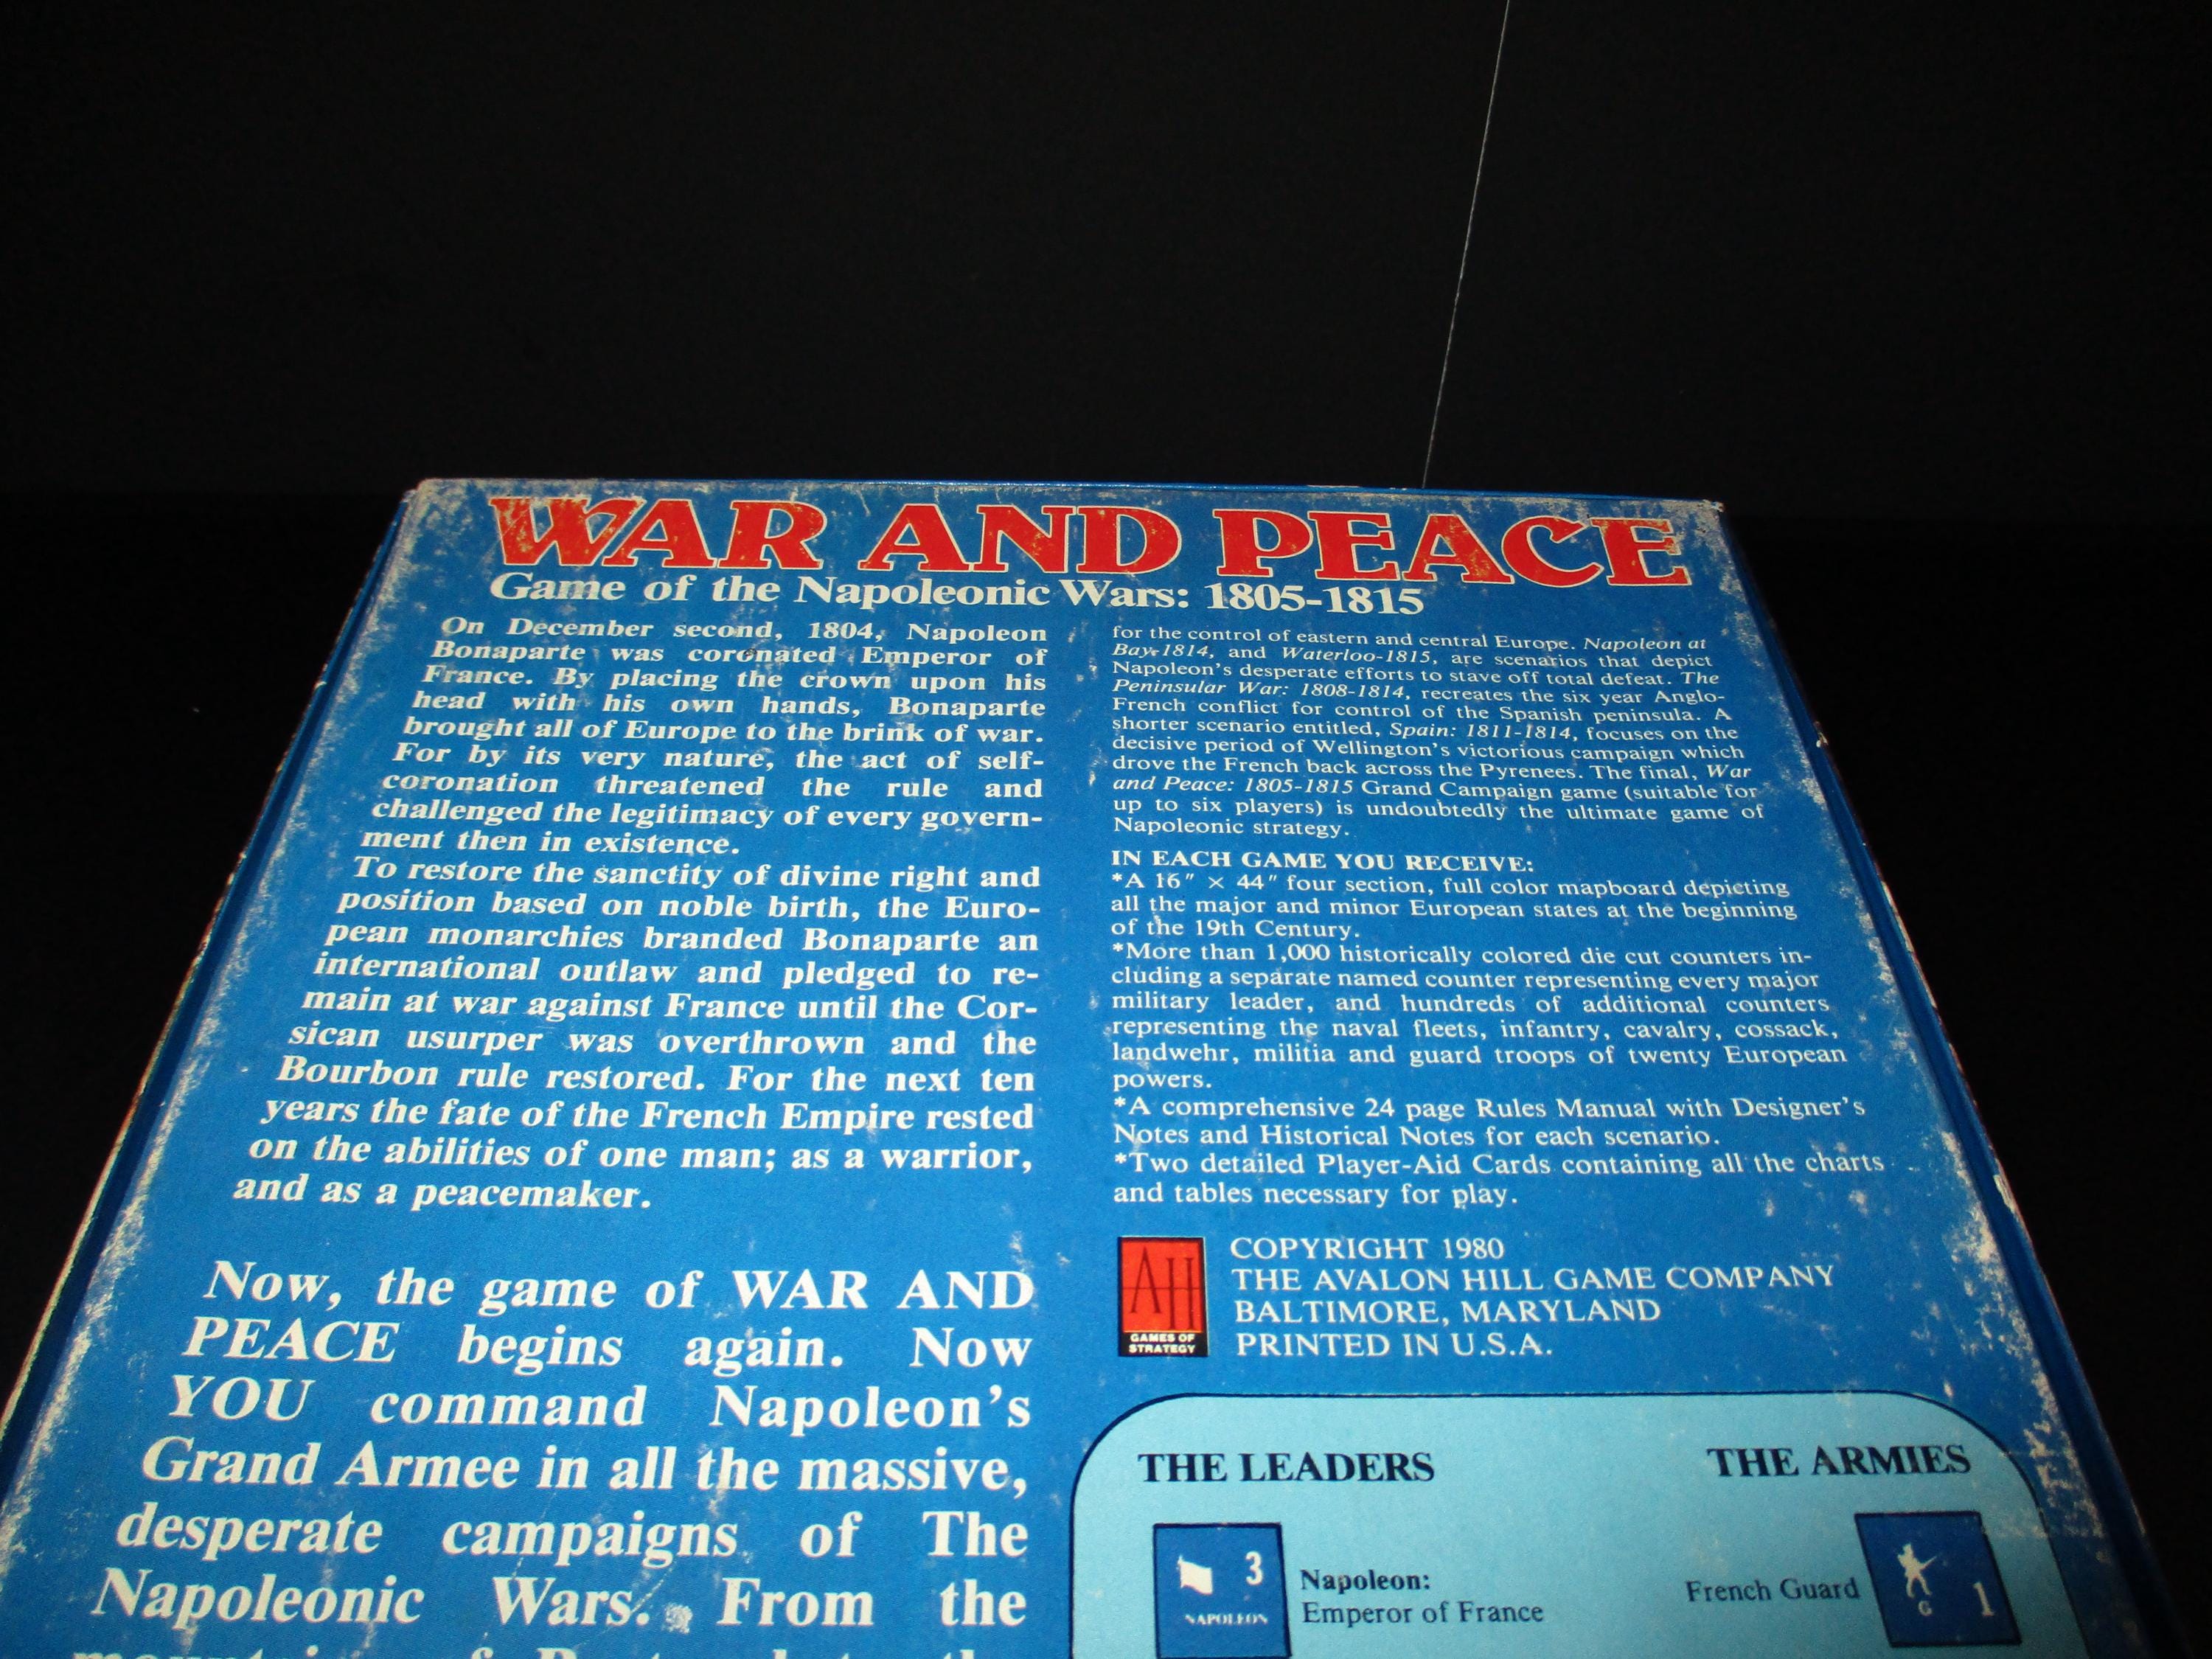 WAR AND PEACE
Game of the Napoleonic Wars: 1805-1815
On December second, 1804, Napoleon
Bonaparte was coronated Emperor of
France. By placing the crown upon his
head with his own hands, Bonaparte
brought all of Europe to the brink of war.
For by its very nature, the act of self-
coronation threatened the rule and
challenged the legitimacy of every govern-
ment then in existence.
To restore the sanctity of divine right and
position based on noble birth, the Euro-
pean monarchies branded Bonaparte an
international outlaw and pledged to re-
main at war against France until the Cor-
sican usurper was overthrown and the
Bourbon rule restored. For the next ten
years the fate of the French Empire rested
on the abilities of one man; as a warrior,
and as a peacemaker.
Now, the game of WAR AND
PEACE begins again. Now
YOU command Napoleon's
Grand Armee in all the massive,
desperate campaigns of The
Napoleonic Wars. From the
for the control of eastern and central Europe. Napoleon at
Bay-1814, and Waterloo-1815, are scenarios that depict
Napoleon's desperate efforts to stave off total defeat. The
Peninsular War: 1808-1814, recreates the six year Anglo-
French conflict for control of the Spanish peninsula. A
shorter scenario entitled, Spain: 1811-1814, focuses on the
decisive period of Wellington's victorious campaign which
drove the French back across the Pyrenees. The final, War
and Peace: 1805-1815 Grand Campaign game (suitable for
up to six players) is undoubtedly the ultimate game of
Napoleonic strategy.
IN EACH GAME YOU RECEIVE:
*A 16" × 44" four section, full color mapboard depicting
all the major and minor European states at the beginning
of the 19th Century.
*More than 1,000 historically colored die cut counters in-
cluding a separate named counter representing every major
military leader, and hundreds of additional counters
representing the naval fleets, infantry, cavalry, cossack,
landwehr, militia and guard troops of twenty European
powers.
*A comprehensive 24 page Rules Manual with Designer's
Notes and Historical Notes for each scenario.
*Two detailed Player-Aid Cards containing all the charts
and tables necessary for play.
AH
GAMES OF
STRATEGY
COPYRIGHT 1980
THE AVALON HILL GAME COMPANY
BALTIMORE, MARYLAND
PRINTED IN U.S.A.
THE LEADERS
THE ARMIES
3
NAPOLEON
Napoleon:
Emperor of France
French Guard
G
1